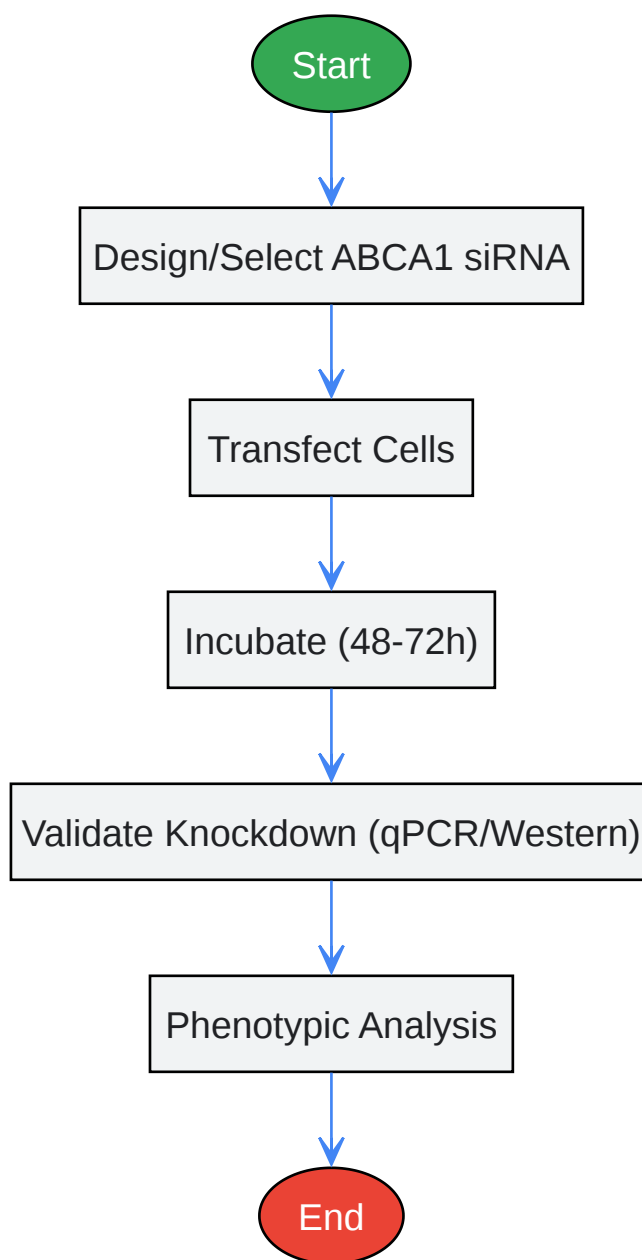 Start
Design/Select ABCA1 siRNA
Transfect Cells
Incubate (48-72h)
Validate Knockdown (qPCR/Western)
Phenotypic Analysis
End